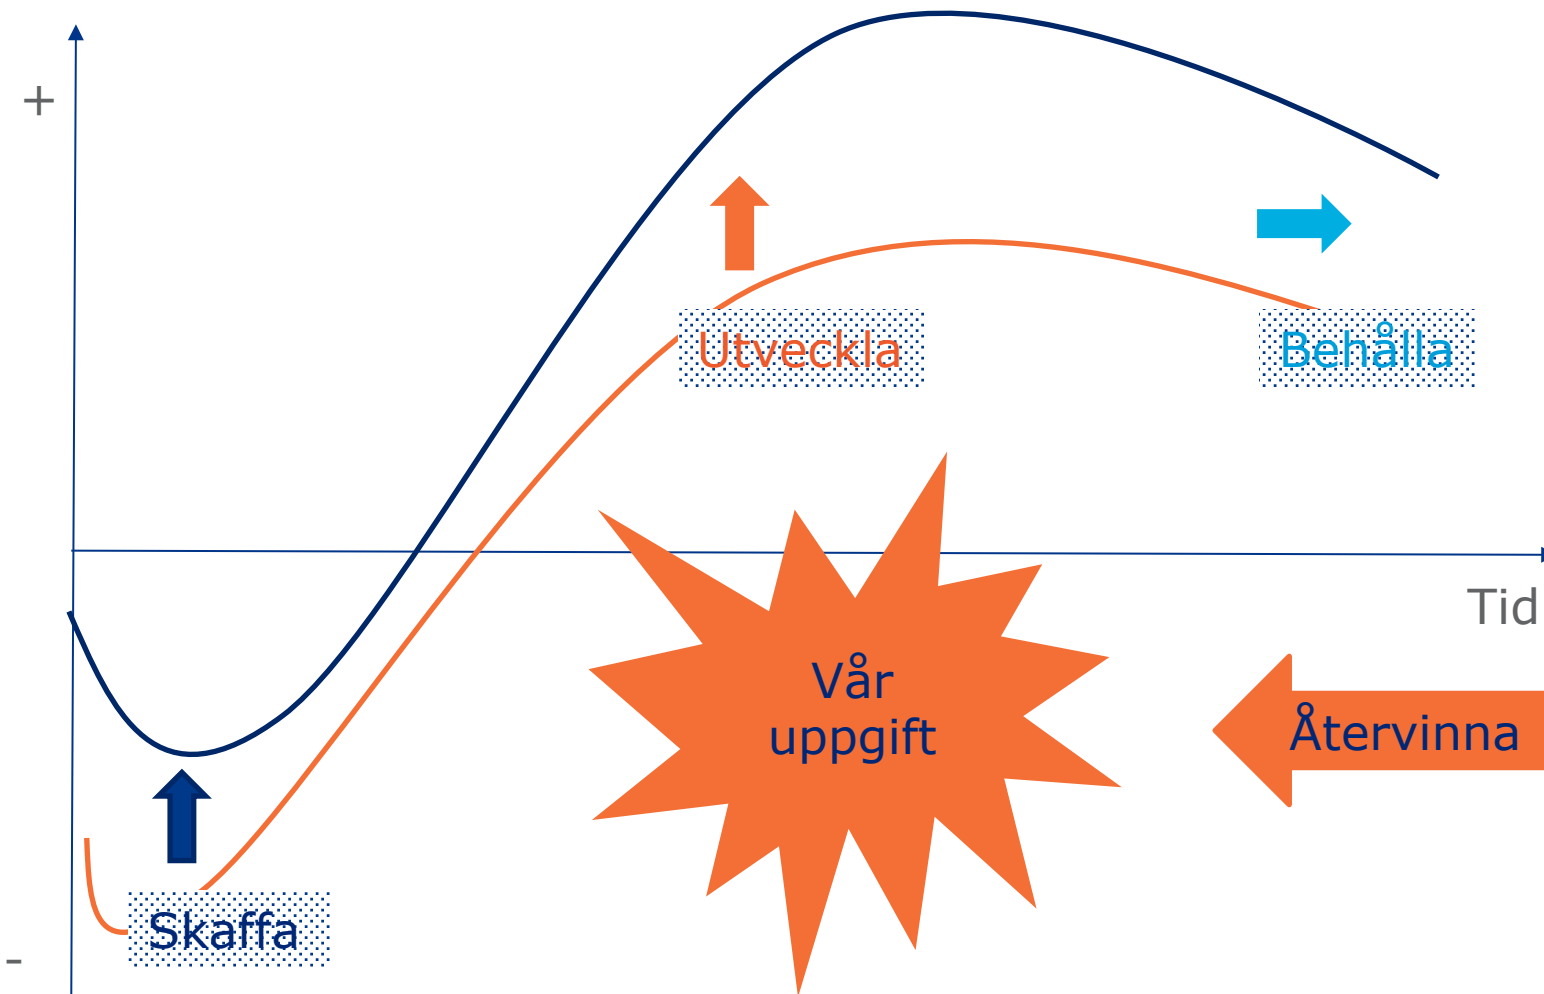 +
Utveckla
Behålla
Tid
Vår
uppgift
Återvinna
Skaffa
-